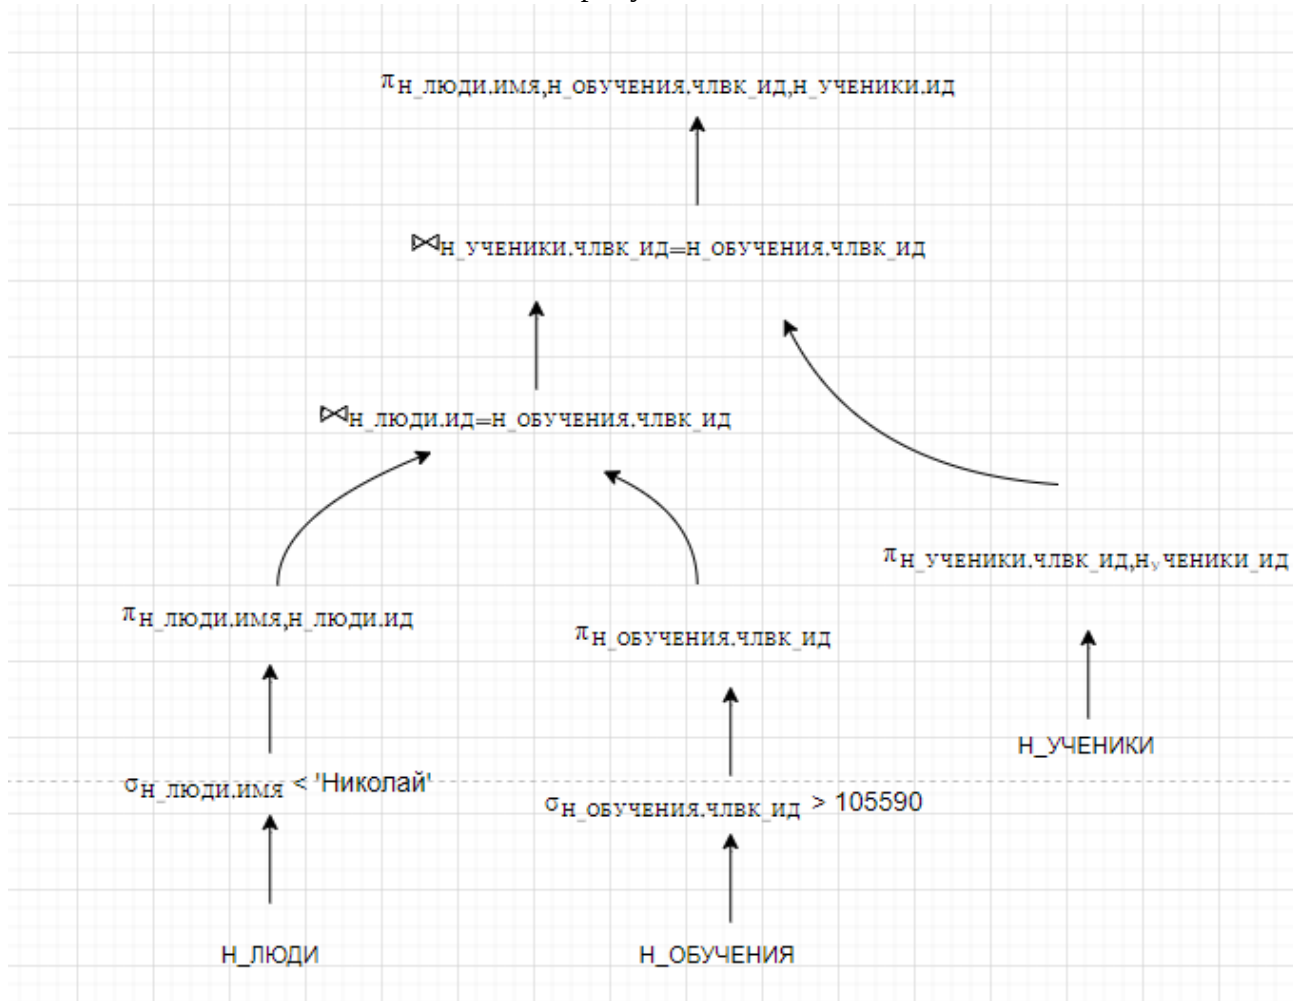 πН_ЛЮДИ.ИМЯ,Н_ОБУЧЕНИЯ.ЧЛВК_ИД,Н_УЧЕНИКИ.ИД
⋈Н_УЧЕНИКИ.ЧЛВК_ИД=Н_ОБУЧЕНИЯ.ЧЛВК_ИД
⋈Н_ЛЮДИ.ИД=Н_ОБУЧЕНИЯ.ЧЛВК_ИД
πН_УЧЕНИКИ.ЧЛВК_ИД,НУЧЕНИКИ_ИД
πН_ЛЮДИ.ИМЯ,Н_ЛЮДИ.ИД
πН_ОБУЧЕНИЯ.ЧЛВК_ИД
Н_УЧЕНИКИ
σН_ЛЮДИ.ИМЯ < 'Николай'
σН_ОБУЧЕНИЯ.ЧЛВК_ИД > 105590
Н_ЛЮДИ
Н_ОБУЧЕНИЯ